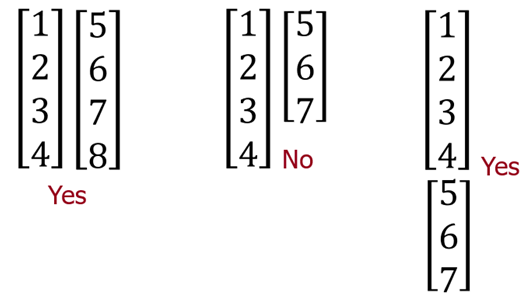 [1 2 3 4] [5 6 7 8]
Yes
[1 2 3 4] [5 6 7]
No
[1 2 3 4]
Yes
[5 6 7]